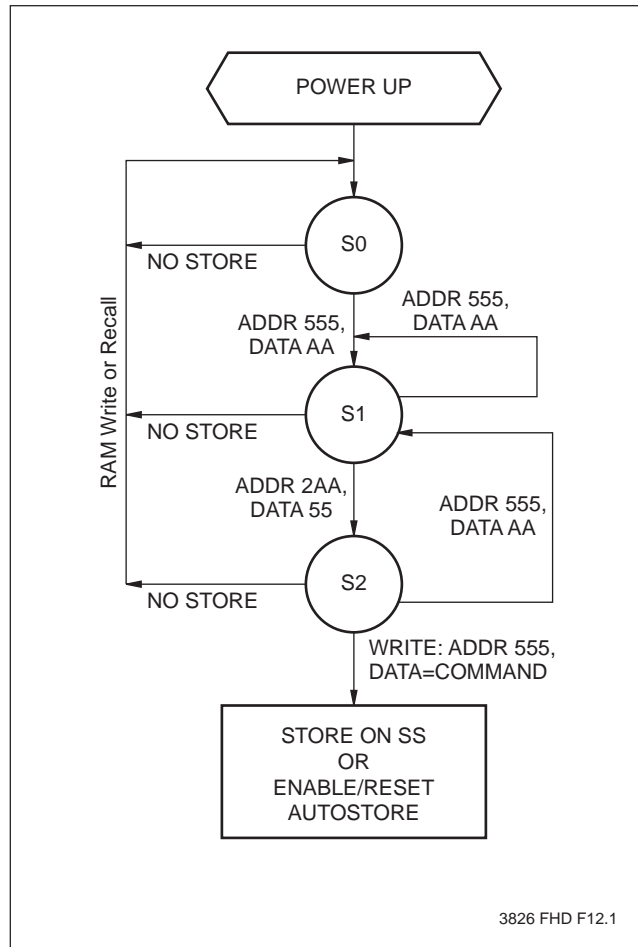 POWER UP
S0
NO STORE
ADDR 555,
DATA AA
ADDR 555,
DATA AA
RAM Write or Recall
S1
NO STORE
ADDR 2AA,
DATA 55
ADDR 555,
DATA AA
S2
NO STORE
WRITE: ADDR 555,
DATA=COMMAND
STORE ON SS
OR
ENABLE/RESET
AUTOSTORE
3826 FHD F12.1